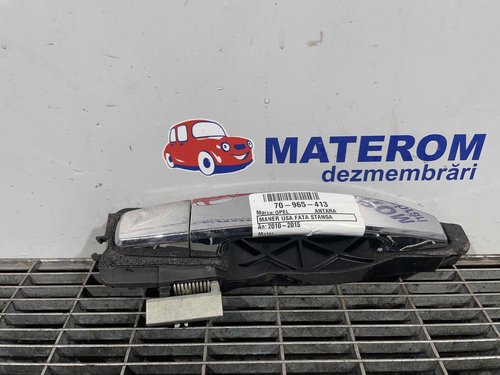 MATEROM
dezmembrări
70-965-413
Marca: OPEL ANTARA
MANER USA FATA STANGA
An: 2010-2015